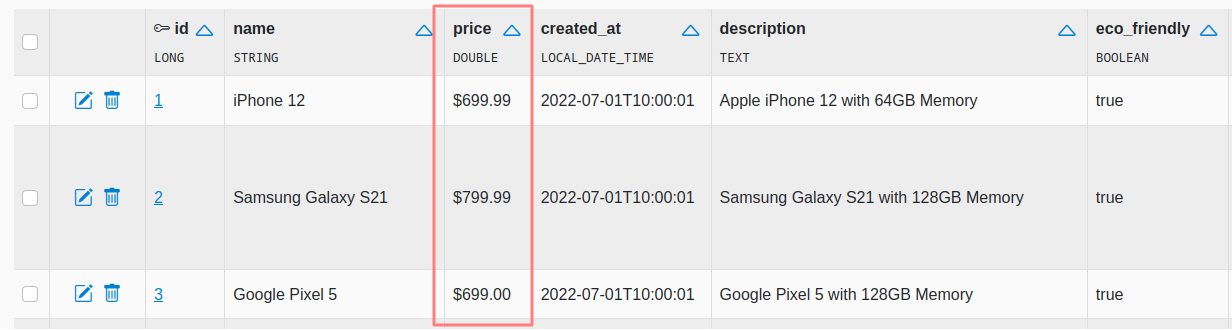 id name price created_at description eco_friendly
LONG STRING DOUBLE LOCAL_DATE_TIME TEXT BOOLEAN
1 iPhone 12 $699.99 2022-07-01T10:00:01 Apple iPhone 12 with 64GB Memory true
2 Samsung Galaxy S21 $799.99 2022-07-01T10:00:01 Samsung Galaxy S21 with 128GB Memory true
3 Google Pixel 5 $699.00 2022-07-01T10:00:01 Google Pixel 5 with 128GB Memory true